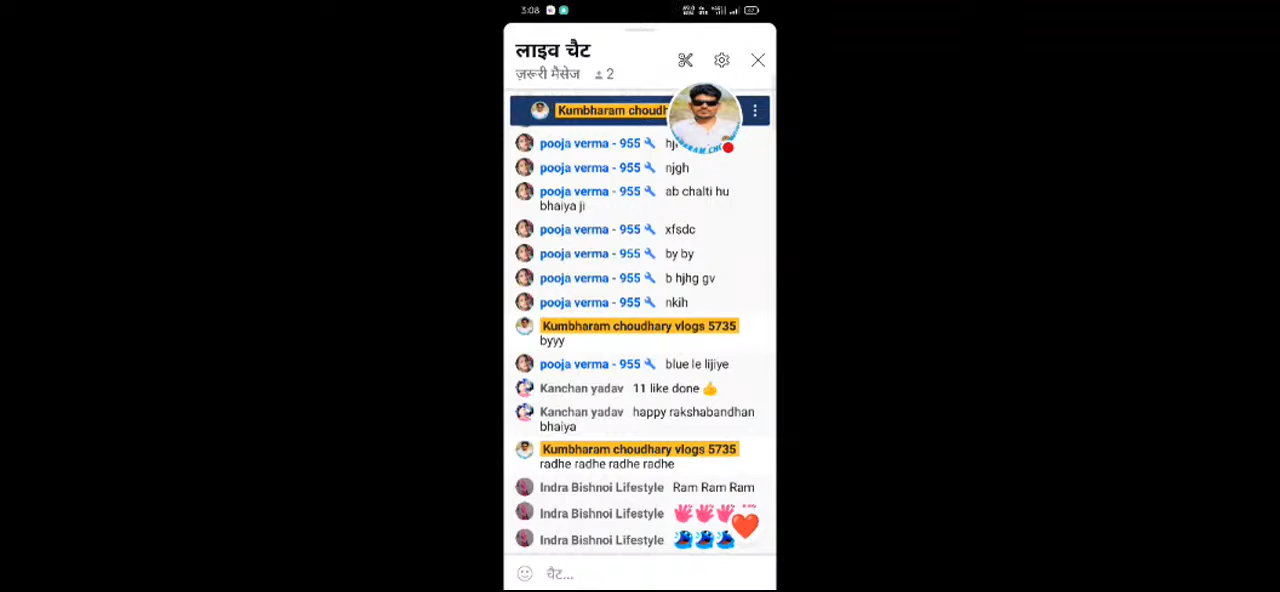 3:08
लाइव चैट
ज़रूरी मैसेज 2
Kumbharam choudh
pooja verma - 955
pooja verma - 955 njgh
pooja verma - 955 ab chalti hu
bhaiya ji
pooja verma - 955 xfsdc
pooja verma - 955 by by
pooja verma - 955 b hjhg gv
pooja verma - 955 nkih
Kumbharam choudhary vlogs 5735
byyy
pooja verma - 955 blue le lijiye
Kanchan yadav 11 like done 👍
Kanchan yadav happy rakshabandhan
bhaiya
Kumbharam choudhary vlogs 5735
radhe radhe radhe radhe
Indra Bishnoi Lifestyle Ram Ram Ram
Indra Bishnoi Lifestyle
Indra Bishnoi Lifestyle
चैट...